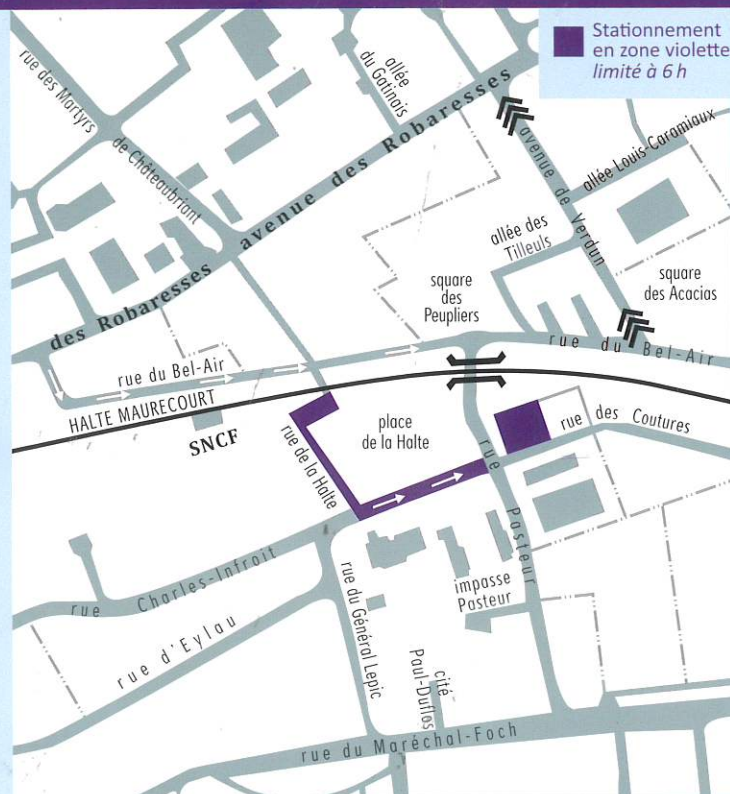 Stationnement
en zone violette
limité à 6 h
rue des Martyrs
de Châteaubriant
allée
du Gatinais
avenue des Robaresses
avenue de Verdun
allée Louis-Caramiaux
allée des
Tilleuls
square
des Acacias
square
des
Peupliers
des Robaresses
rue du Bel-Air
rue du Bel-Air
HALTE MAURECOURT
SNCF
place
de la Halte
rue de la Halte
rue des Coutures
rue Pasteur
rue Charles-Infroit
impasse
Pasteur
rue d'Eylau
rue du Général Lepic
cité
Paul-Duflos
rue du Maréchal-Foch